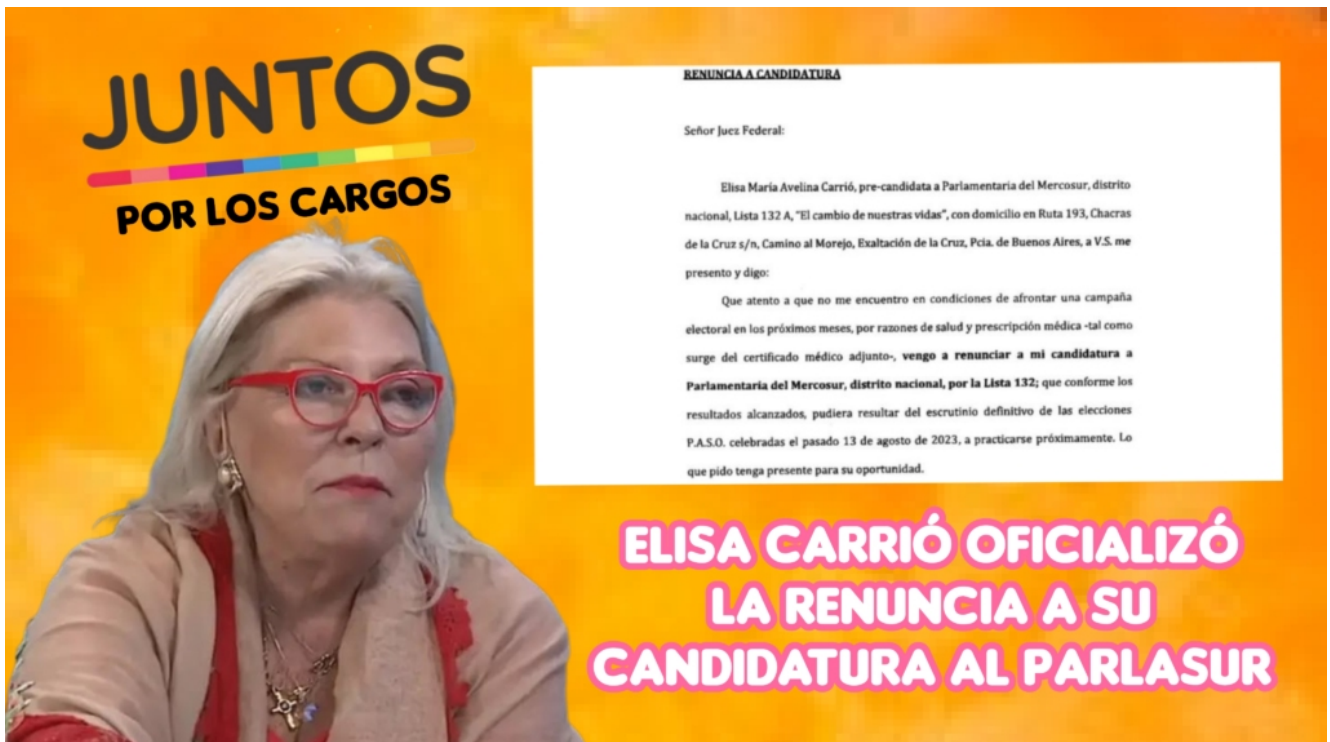 JUNTOS
POR LOS CARGOS
RENUNCIA A CANDIDATURA
Señor Juez Federal:
Elisa María Avelina Carrió, pre-candidata a Parlamentaria del Mercosur, distrito
nacional, Lista 132 A, "El cambio de nuestras vidas", con domicilio en Ruta 193, Chacras
de la Cruz s/n, Camino al Morejo, Exaltación de la Cruz, Pcia. de Buenos Aires, a V.S. me
presento y digo:
Que atento a que no me encuentro en condiciones de afrontar una campaña
electoral en los próximos meses, por razones de salud y prescripción médica -tal como
surge del certificado médico adjunto-, vengo a renunciar a mi candidatura a
Parlamentaria del Mercosur, distrito nacional, por la Lista 132; que conforme los
resultados alcanzados, pudiera resultar del escrutinio definitivo de las elecciones
P.A.S.O. celebradas el pasado 13 de agosto de 2023, a practicarse próximamente. Lo
que pido tenga presente para su oportunidad.
ELISA CARRIÓ OFICIALIZÓ
LA RENUNCIA A SU
CANDIDATURA AL PARLASUR